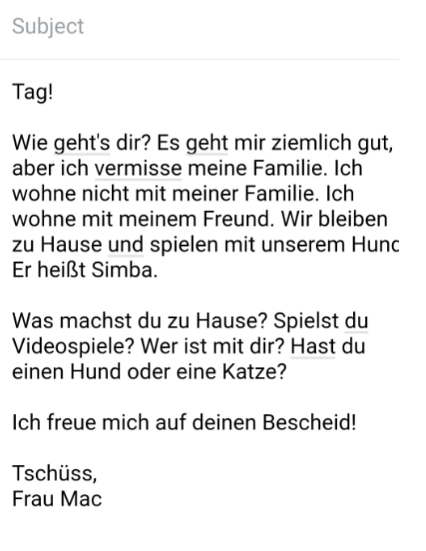 Subject
Tag!
Wie geht's dir? Es geht mir ziemlich gut,
aber ich vermisse meine Familie. Ich
wohne nicht mit meiner Familie. Ich
wohne mit meinem Freund. Wir bleiben
zu Hause und spielen mit unserem Hund
Er heißt Simba.
Was machst du zu Hause? Spielst du
Videospiele? Wer ist mit dir? Hast du
einen Hund oder eine Katze?
Ich freue mich auf deinen Bescheid!
Tschüss,
Frau Mac